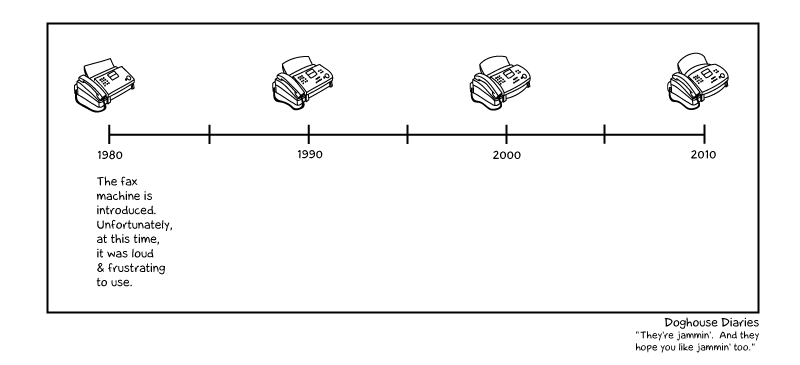 1980
1990
2000
2010
The fax
machine is
introduced.
Unfortunately,
at this time,
it was loud
& frustrating
to use.
Doghouse Diaries
"They're jammin'. And they
hope you like jammin' too."